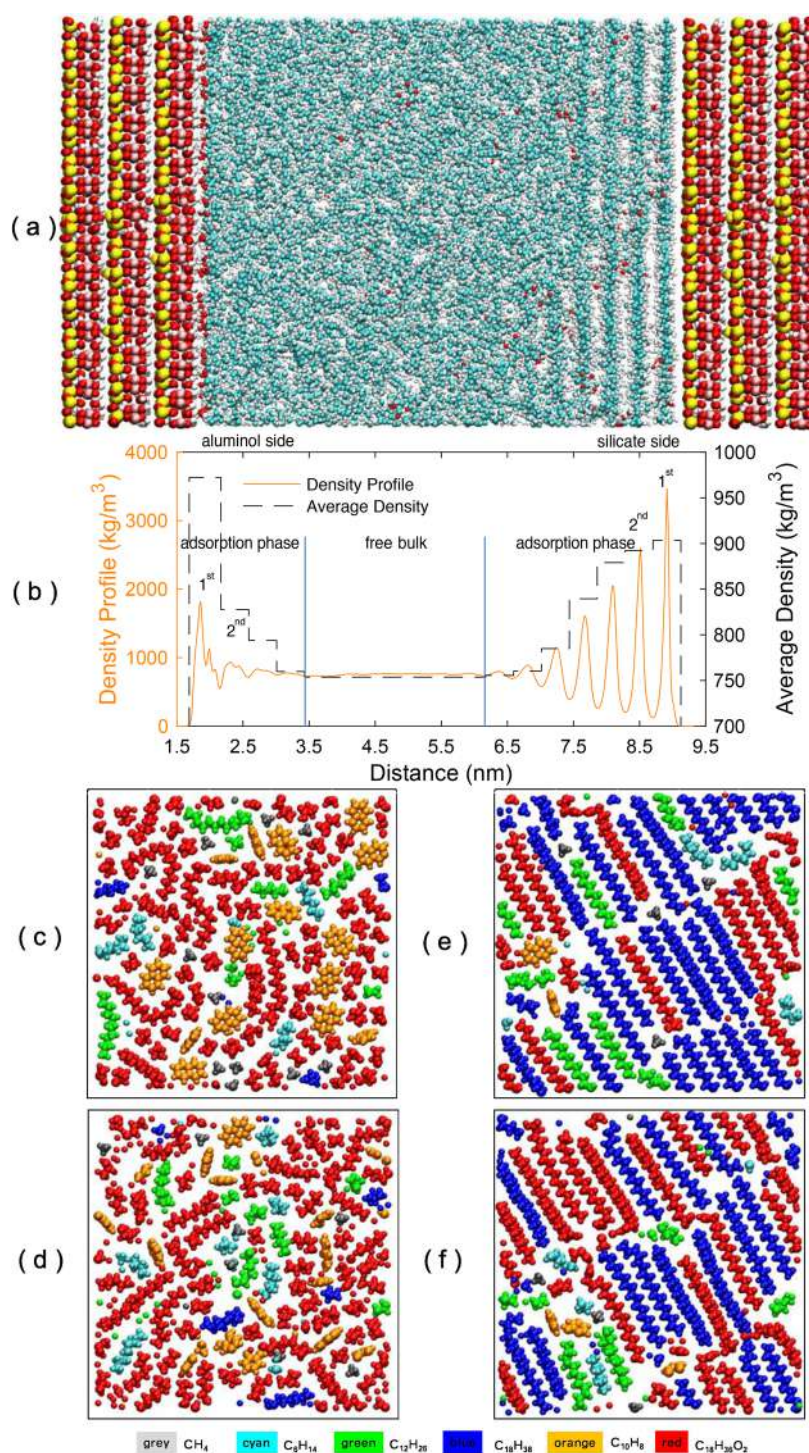 ( a )
aluminol side
silicate side
4000
3000
2000
1000
0
Density Profile (kg/m³)
Density Profile
Average Density
adsorption phase
free bulk
adsorption phase
1st
2nd
2nd
1st
1000
950
900
850
800
750
700
Average Density (kg/m³)
( b )
1.5 2.5 3.5 4.5 5.5 6.5 7.5 8.5 9.5
Distance (nm)
( c )
( e )
( d )
( f )
grey CH₄ cyan C₆H₁₄ green C₁₂H₂₆ blue C₁₈H₃₈ orange C₁₀H₈ red